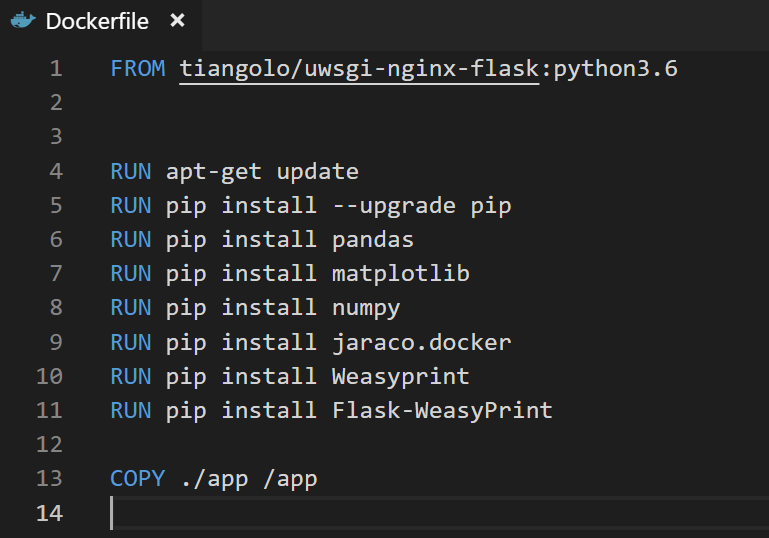 Dockerfile ×
1 FROM tiangolo/uwsgi-nginx-flask:python3.6
2
3
4 RUN apt-get update
5 RUN pip install --upgrade pip
6 RUN pip install pandas
7 RUN pip install matplotlib
8 RUN pip install numpy
9 RUN pip install jaraco.docker
10 RUN pip install Weasyprint
11 RUN pip install Flask-WeasyPrint
12
13 COPY ./app /app
14